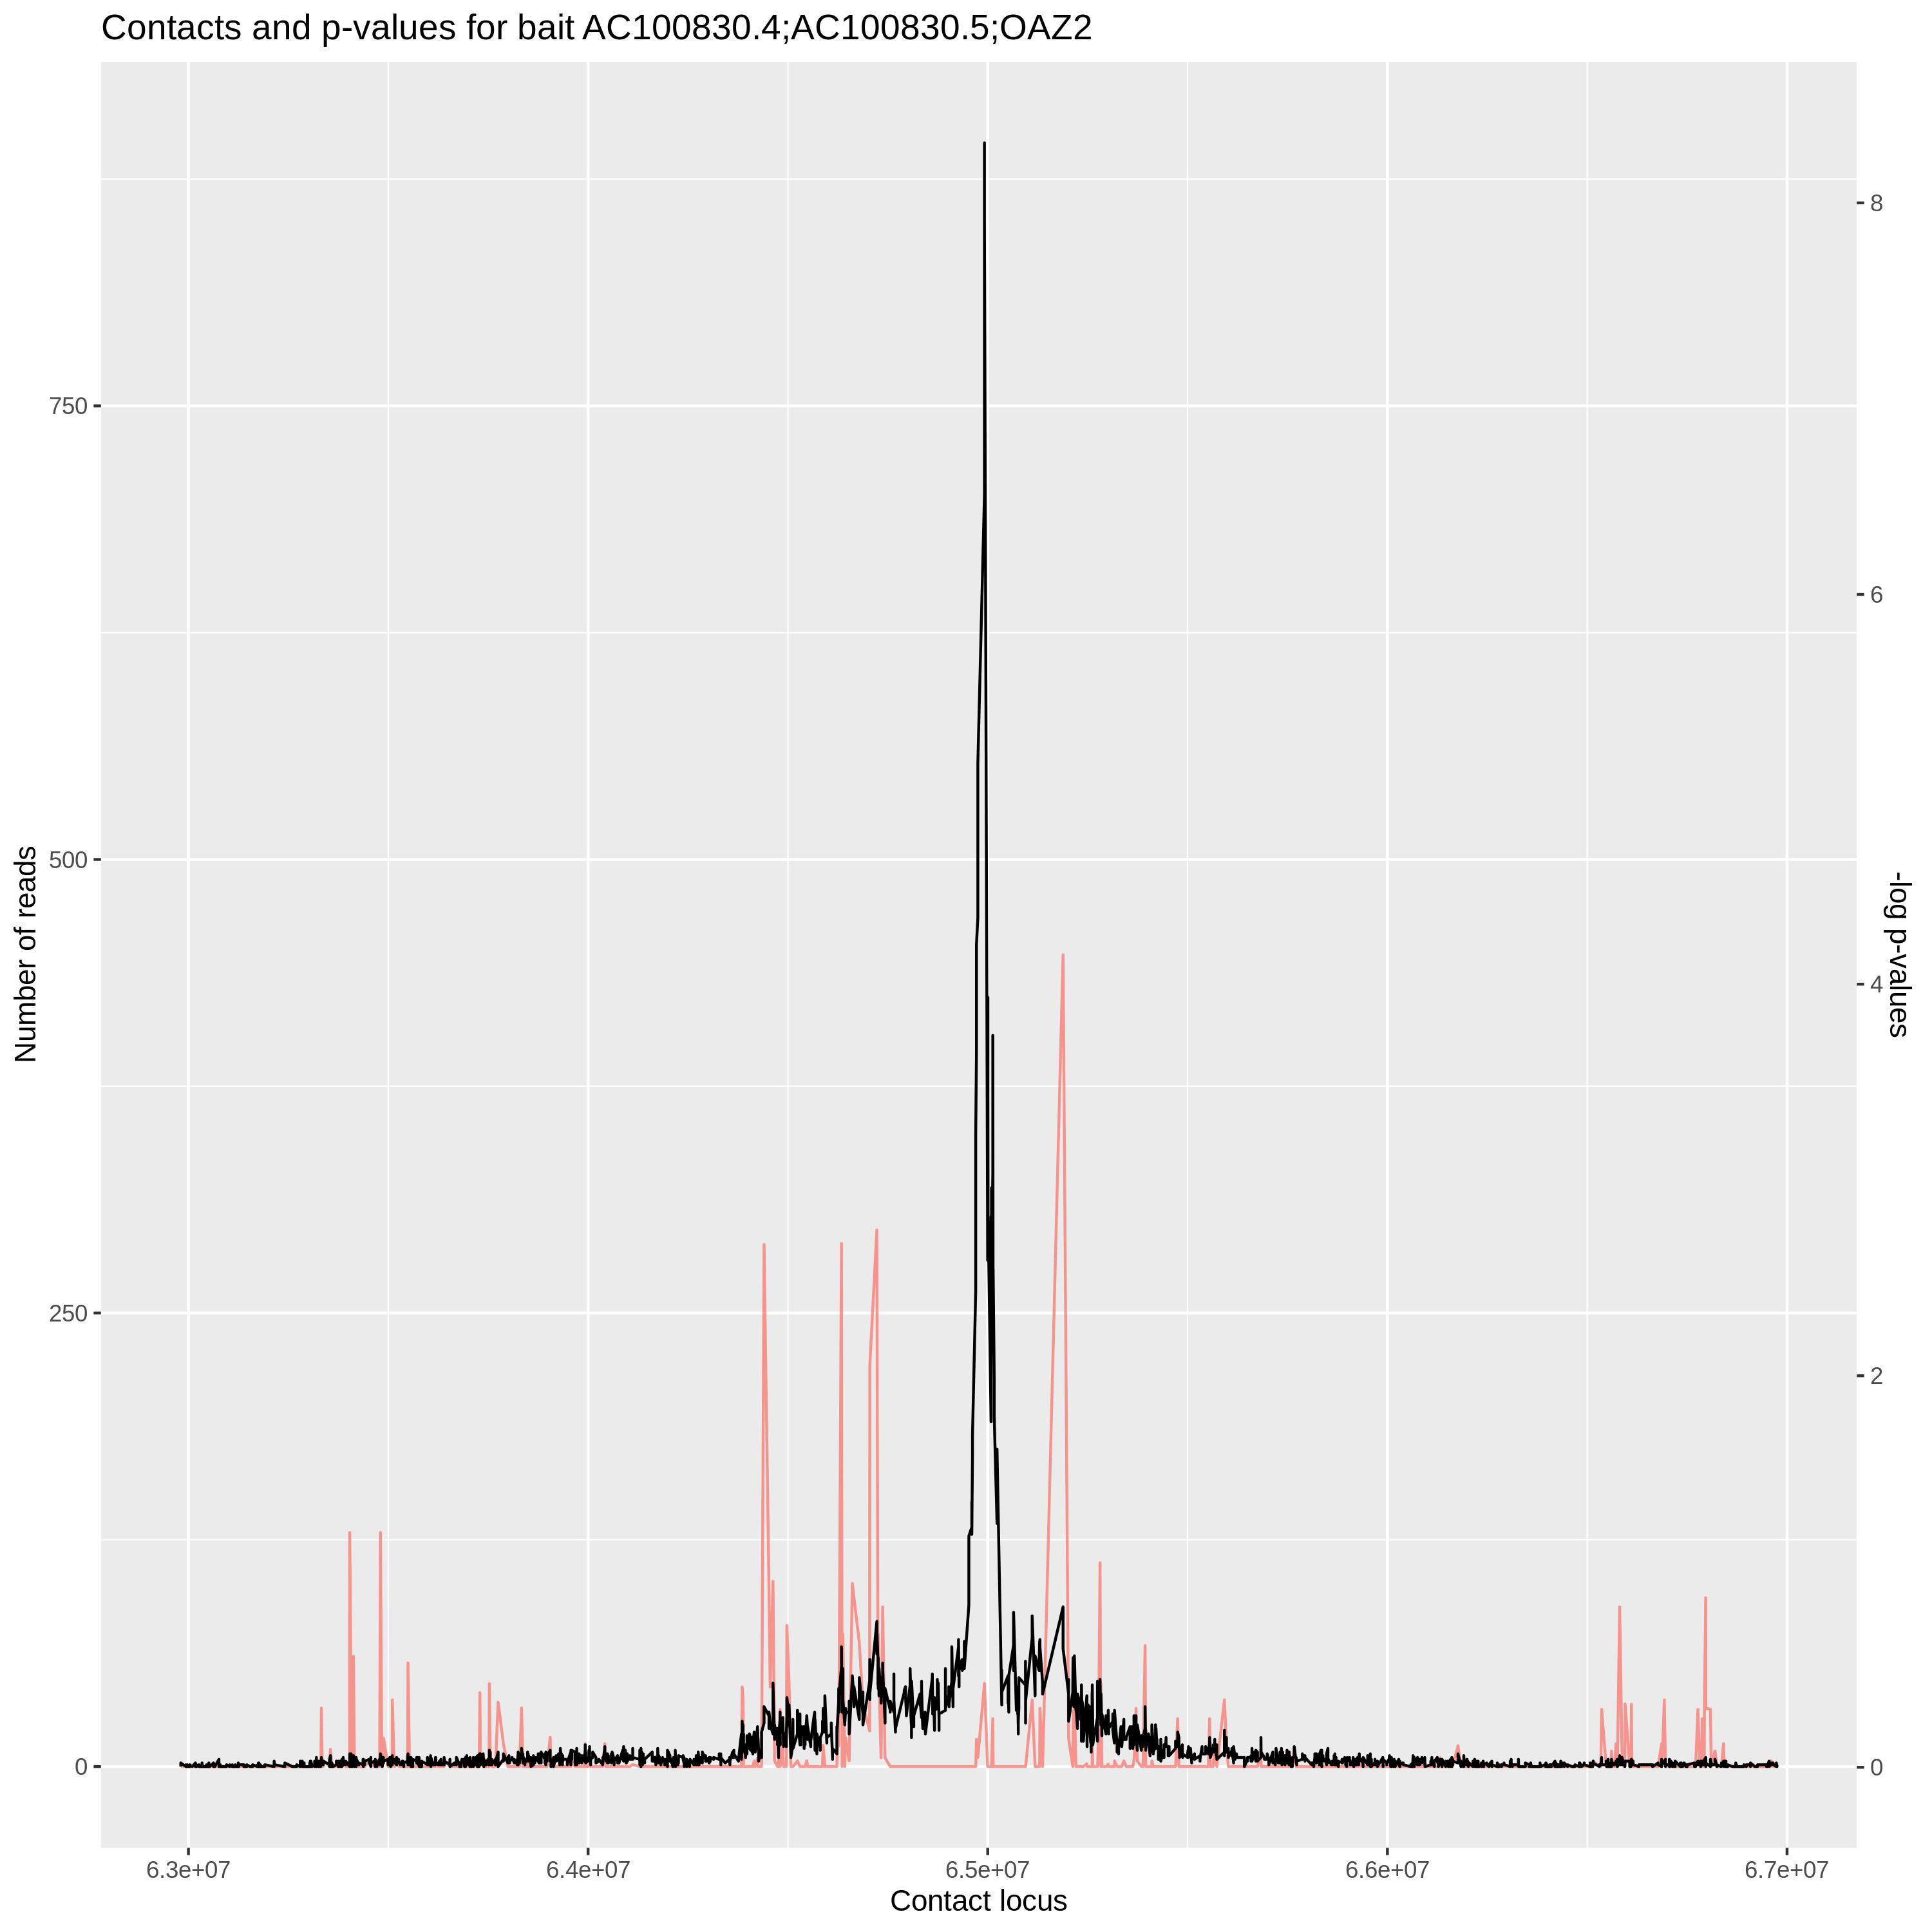 Contacts and p-values for bait AC100830.4;AC100830.5;OAZ2
Number of reads
750
500
250
0
8
6
4
2
0
-log p-values
6.3e+07 6.4e+07 6.5e+07 6.6e+07 6.7e+07
Contact locus